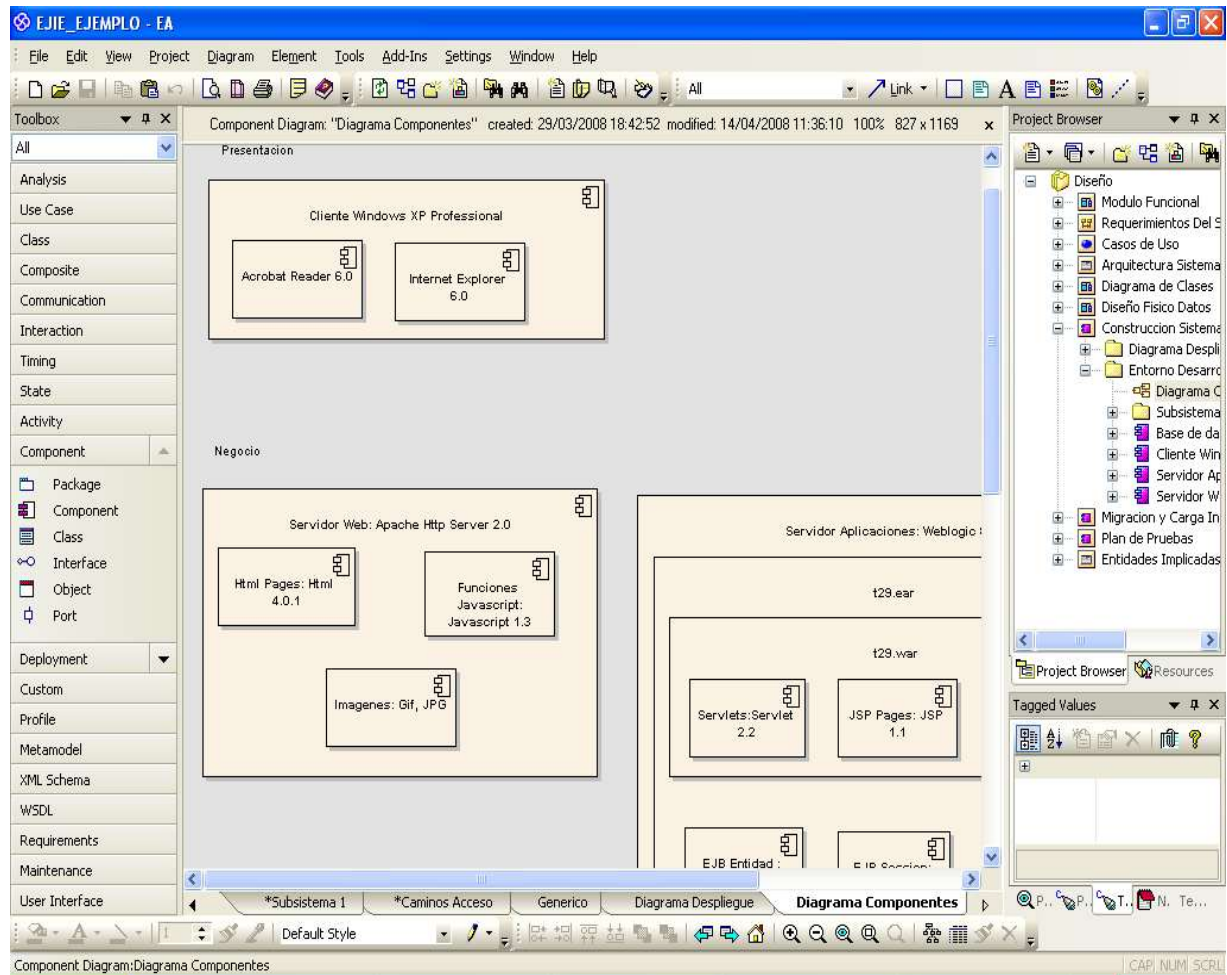 EJIE_EJEMPLO - EA
File Edit View Project Diagram Element Tools Add-Ins Settings Window Help
All
Link
Toolbox
All
Analysis
Use Case
Class
Composite
Communication
Interaction
Timing
State
Activity
Component
Package
Component
Class
Interface
Object
Port
Deployment
Custom
Profile
Metamodel
XML Schema
WSDL
Requirements
Maintenance
User Interface
Component Diagram: "Diagrama Componentes" created: 29/03/2008 18:42:52 modified: 14/04/2008 11:36:10 100% 827 x 1169
Presentacion
Cliente Windows XP Professional
Acrobat Reader 6.0
Internet Explorer
6.0
Negocio
Servidor Web: Apache Http Server 2.0
Html Pages: Html
4.0.1
Funciones
Javascript:
Javascript 1.3
Imagenes: Gif, JPG
Servidor Aplicaciones: Weblogic
t29.ear
t29.war
Servlets:Servlet
2.2
JSP Pages: JSP
1.1
EJB Entidad :
EJB Session:
*Subsistema 1
*Caminos Acceso
Generico
Diagrama Despliegue
Diagrama Componentes
Project Browser
Diseño
Modulo Funcional
Requerimientos Del S
Casos de Uso
Arquitectura Sistema
Diagrama de Clases
Diseño Fisico Datos
Construccion Sistema
Diagrama Despli
Entorno Desarro
Diagrama C
Subsistema
Base de da
Cliente Win
Servidor Ap
Servidor W
Migracion y Carga In
Plan de Pruebas
Entidades Implicadas
Project Browser
Resources
Tagged Values
P..
P..
T..
N.
Te...
Default Style
Component Diagram:Diagrama Componentes
CAP NUM SCRL